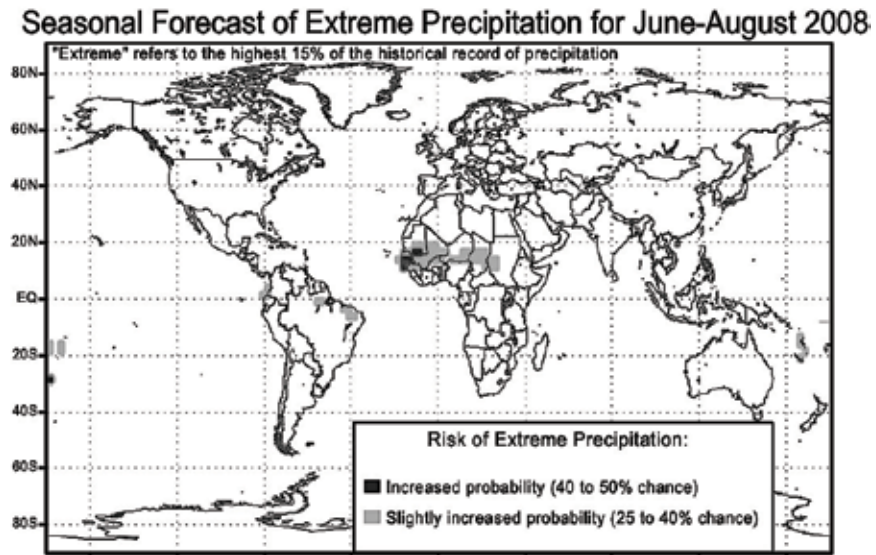 Seasonal Forecast of Extreme Precipitation for June-August 2008
"Extreme" refers to the highest 15% of the historical record of precipitation
80N
60N
40N
20N
EQ
20S
40S
60S
80S
Risk of Extreme Precipitation:
Increased probability (40 to 50% chance)
Slightly increased probability (25 to 40% chance)